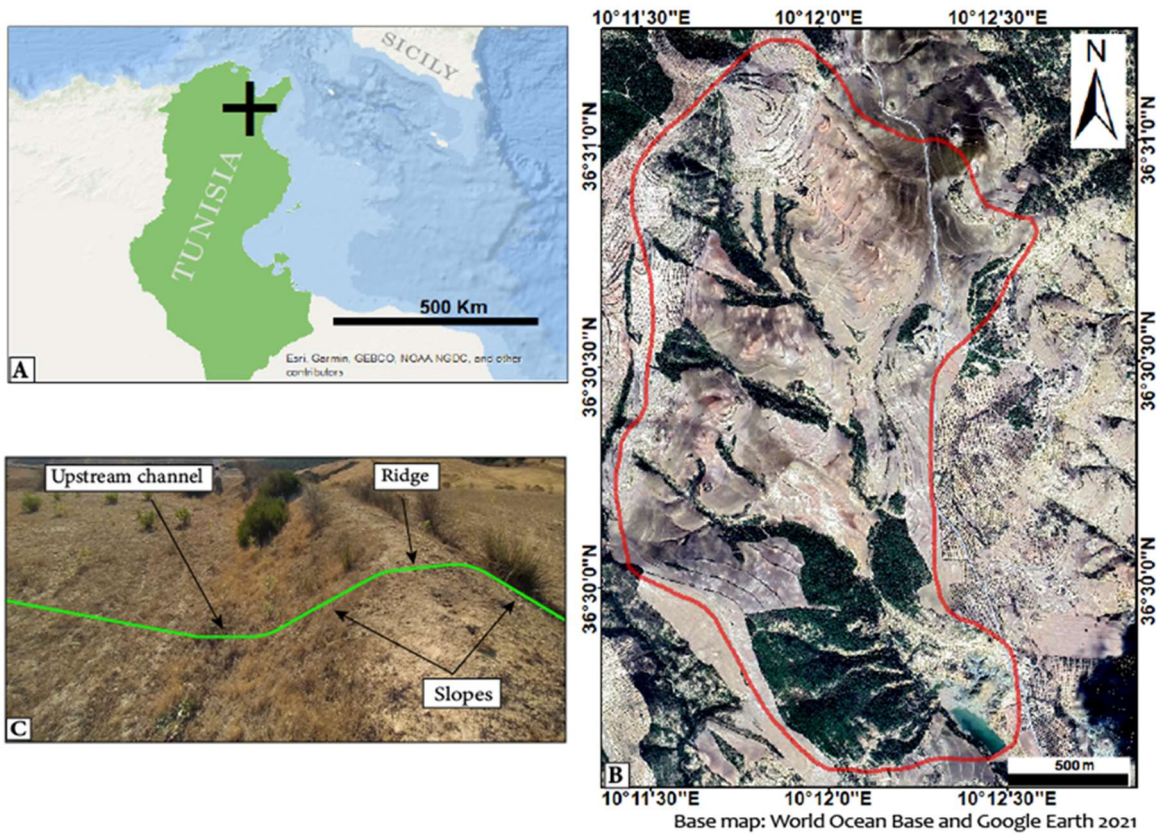 SICILY
TUNISIA
500 Km
Esri, Garmin, GEBCO, NOAA NGDC, and other
contributors
A
Upstream channel
Ridge
Slopes
C
10°11'30"E
10°12'0"E
10°12'30"E
N
36°31'0"N
36°31'0"N
36°30'30"N
36°30'30"N
36°30'0"N
36°30'0"N
B
500 m
10°11'30"E
10°12'0"E
10°12'30"E
Base map: World Ocean Base and Google Earth 2021